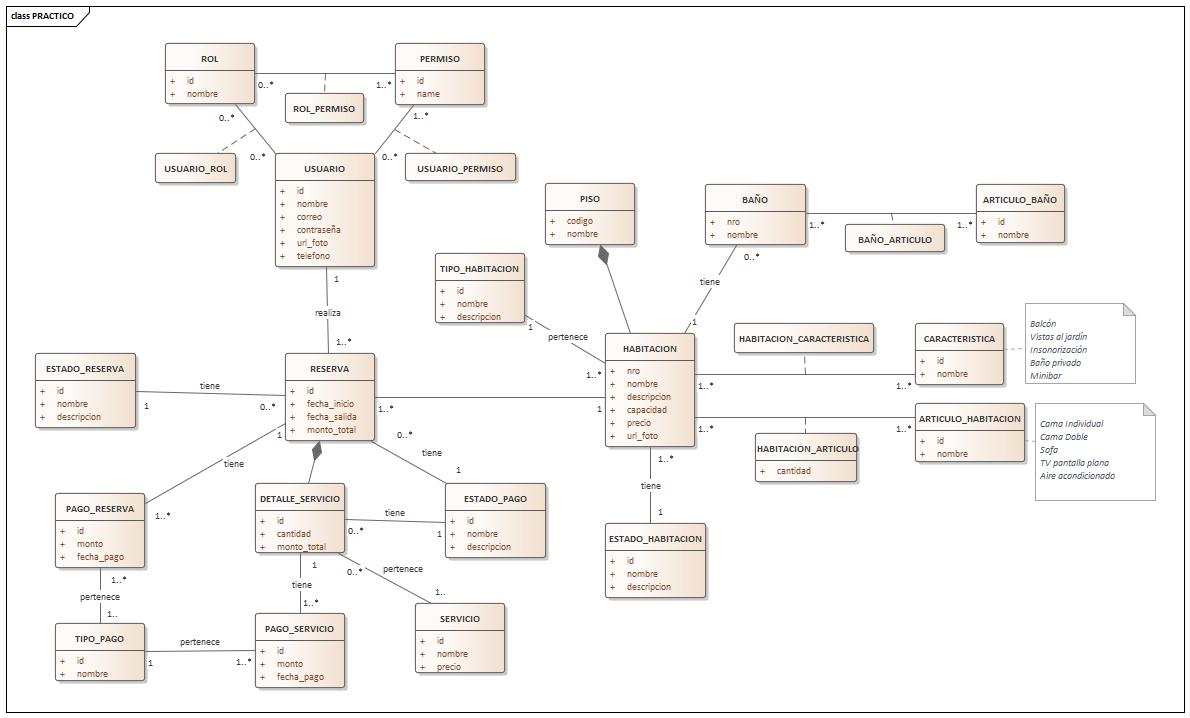 class PRACTICO
ROL
+ id
+ nombre
0..*
1..*
PERMISO
+ id
+ name
ROL_PERMISO
0..*
0..*
USUARIO_ROL
1..*
0..*
USUARIO_PERMISO
USUARIO
+ id
+ nombre
+ correo
+ contraseña
+ url_foto
+ telefono
1
realiza
1..*
PISO
+ codigo
+ nombre
BAÑO
+ nro
+ nombre
1..*
1..*
BAÑO_ARTICULO
ARTICULO_BAÑO
+ id
+ nombre
0..*
tiene
1
TIPO_HABITACION
+ id
+ nombre
+ descripcion
1
pertenece
1..*
HABITACION
+ nro
+ nombre
+ descripcion
+ capacidad
+ precio
+ url_foto
HABITACION_CARACTERISTICA
1..*
1..*
CARACTERISTICA
+ id
+ nombre
Balcón
Vistas al jardín
Insonorización
Baño privado
Minibar
ESTADO_RESERVA
+ id
+ nombre
+ descripcion
1
tiene
0..*
RESERVA
+ id
+ fecha_inicio
+ fecha_salida
+ monto_total
1..*
1
1..*
1..*
HABITACION_ARTICULO
+ cantidad
ARTICULO_HABITACION
+ id
+ nombre
Cama Individual
Cama Doble
Sofa
TV pantalla plana
Aire acondicionado
1
tiene
1..*
0..*
tiene
1
1..*
tiene
1
PAGO_RESERVA
+ id
+ monto
+ fecha_pago
DETALLE_SERVICIO
+ id
+ cantidad
+ monto_total
0..*
tiene
1
ESTADO_PAGO
+ id
+ nombre
+ descripcion
ESTADO_HABITACION
+ id
+ nombre
+ descripcion
1..*
pertenece
1..
1
tiene
1..*
0..*
pertenece
1..
TIPO_PAGO
+ id
+ nombre
1
pertenece
1..*
PAGO_SERVICIO
+ id
+ monto
+ fecha_pago
SERVICIO
+ id
+ nombre
+ precio